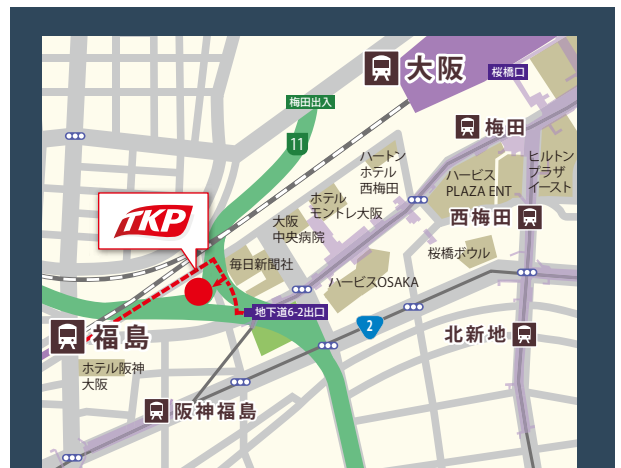 大阪
桜橋口
梅田出入
11
梅田
ハートン
ホテル
西梅田
ハービス
PLAZA ENT
ヒルトン
プラザ
イースト
TKP
ホテル
モントレ大阪
大阪
中央病院
西梅田
桜橋ボウル
毎日新聞社
ハービスOSAKA
地下道6-2出口
2
福島
北新地
ホテル阪神
大阪
阪神福島